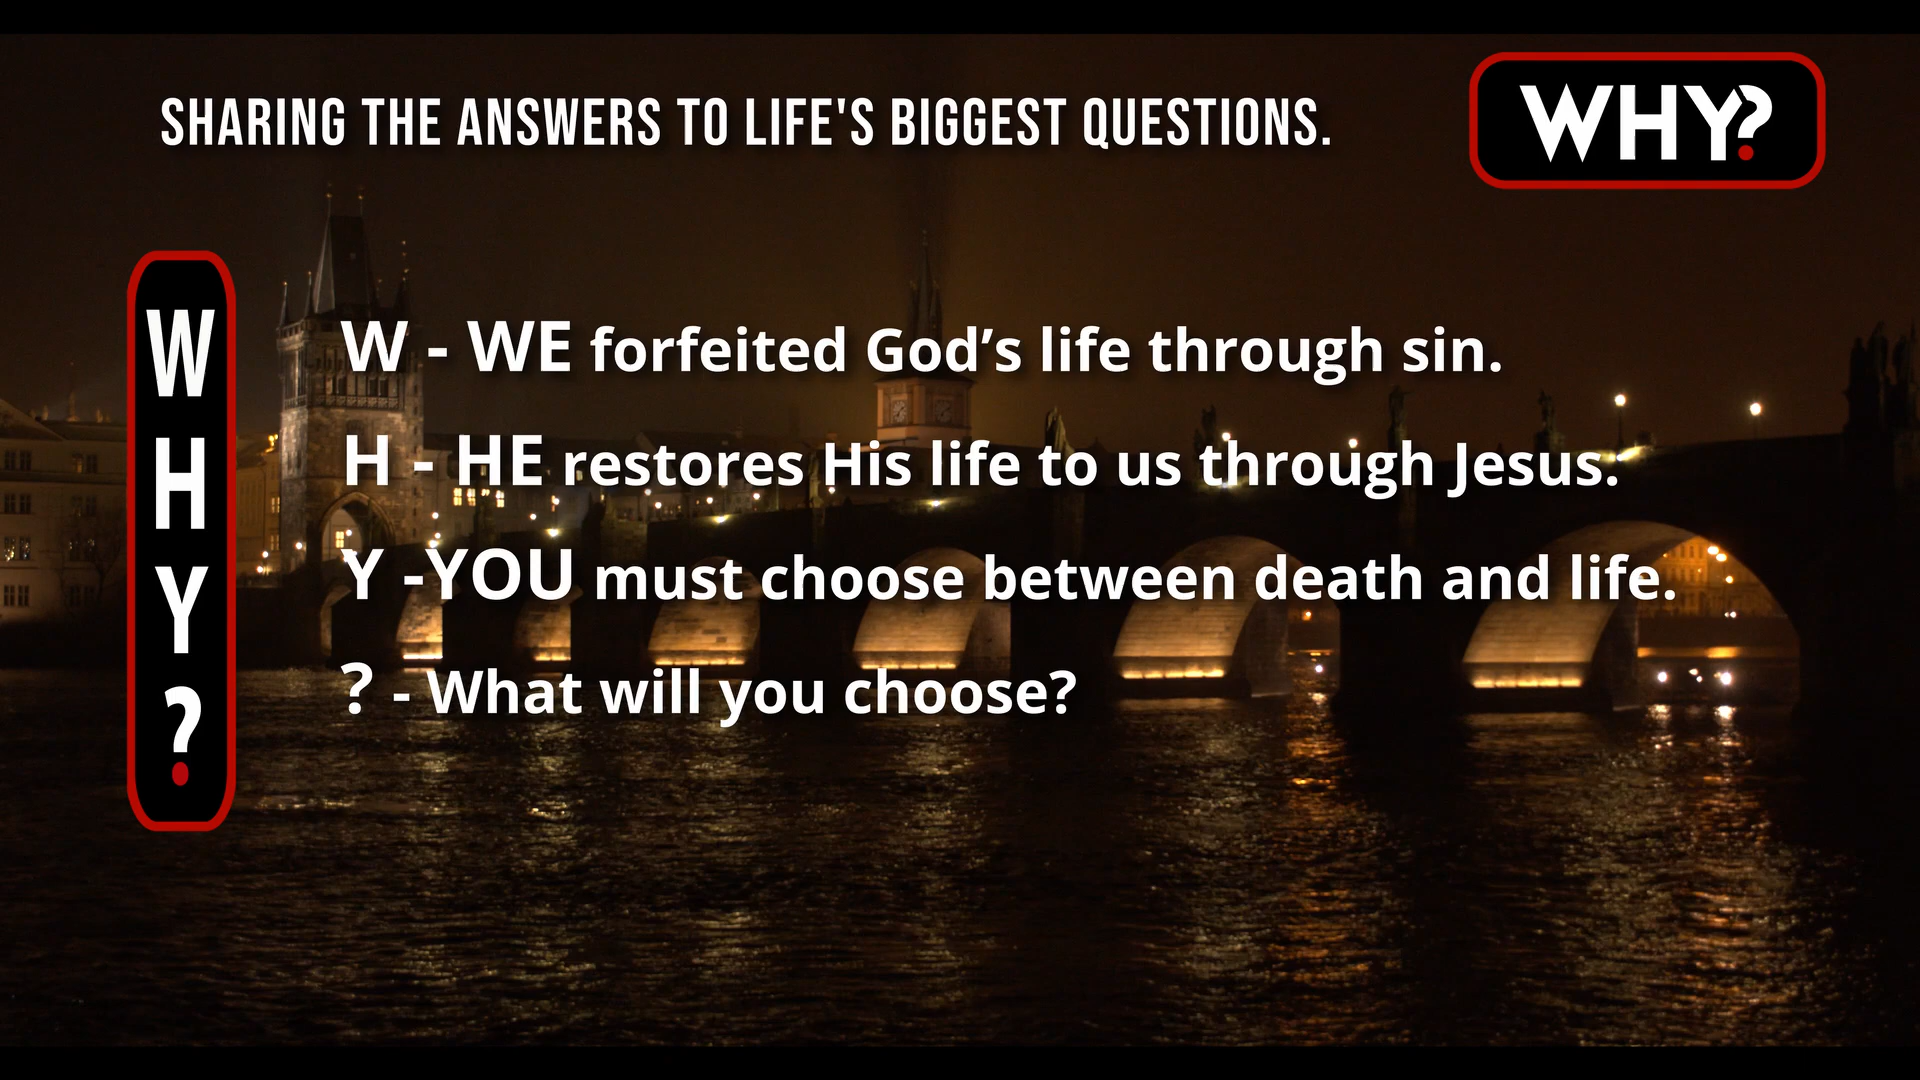 SHARING THE ANSWERS TO LIFE'S BIGGEST QUESTIONS.
WHY?
W
H
Y
?
W - WE forfeited God’s life through sin.
H - HE restores His life to us through Jesus.
Y -YOU must choose between death and life.
? - What will you choose?